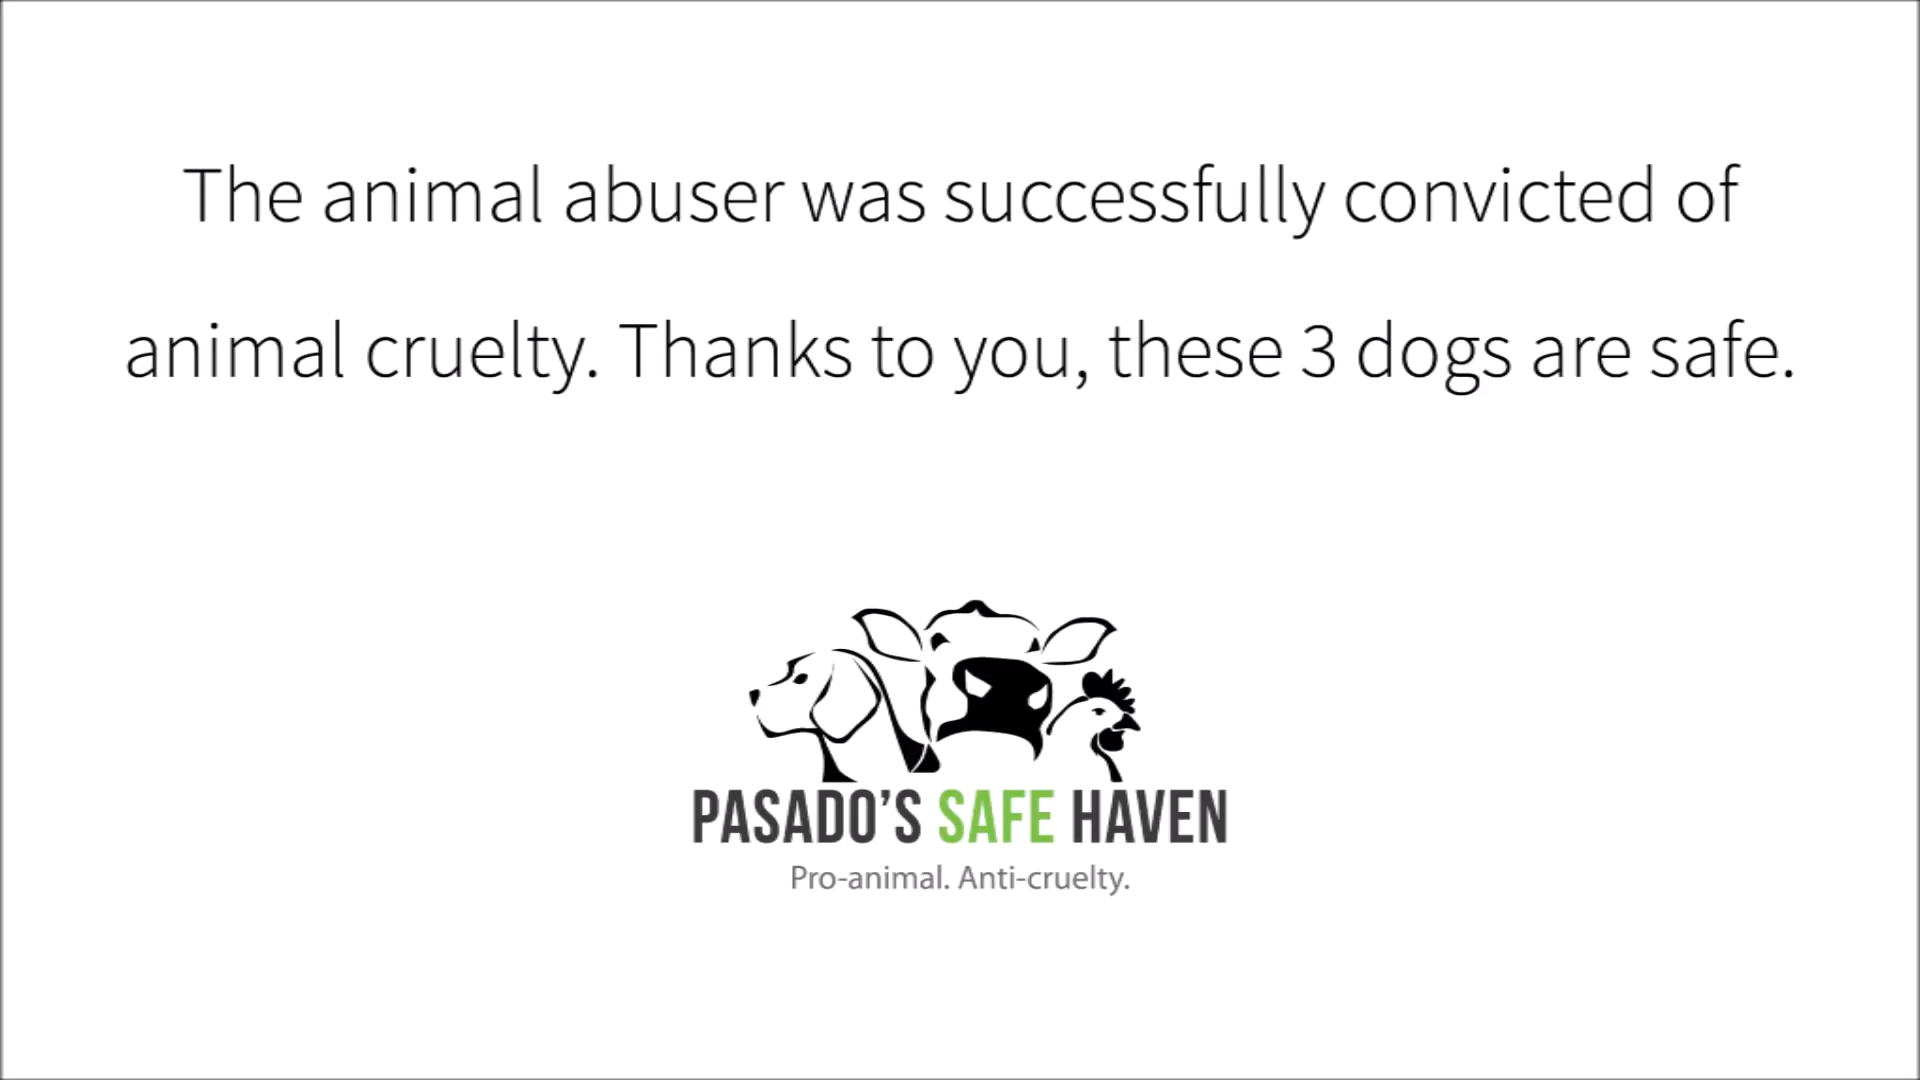 The animal abuser was successfully convicted of
animal cruelty. Thanks to you, these 3 dogs are safe.
PASADO'S SAFE HAVEN
Pro-animal. Anti-cruelty.